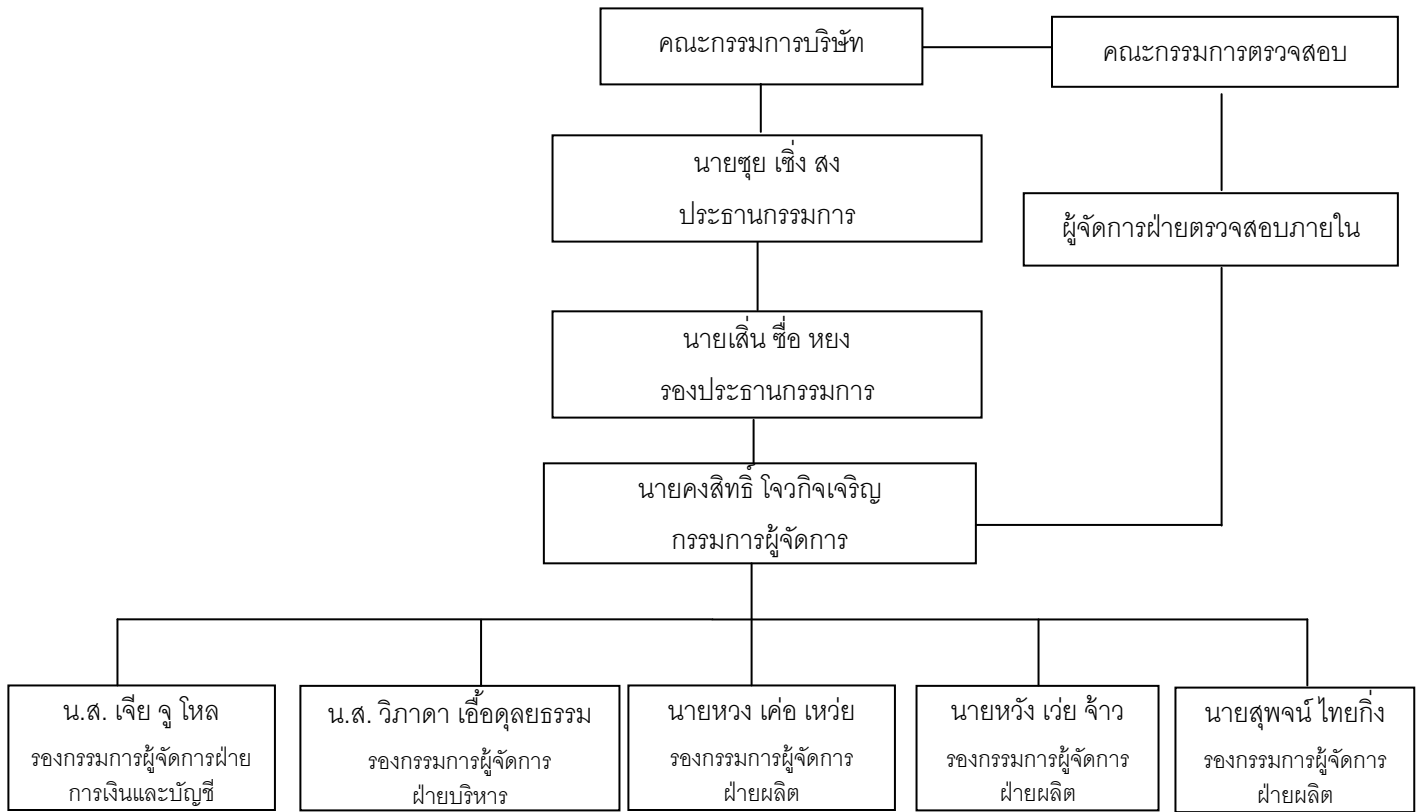 คณะกรรมการบริษัท
คณะกรรมการตรวจสอบ
นายซุย เซิ่ง สง
ประธานกรรมการ
ผู้จัดการฝ่ายตรวจสอบภายใน
นายเสิ่น ซื่อ หยง
รองประธานกรรมการ
นายคงสิทธิ์ โจวกิจเจริญ
กรรมการผู้จัดการ
น.ส. เจีย จู โหล
รองกรรมการผู้จัดการฝ่าย
การเงินและบัญชี
น.ส. วิภาดา เอื้อดุลยธรรม
รองกรรมการผู้จัดการ
ฝ่ายบริหาร
นายหวง เค่อ เหว่ย
รองกรรมการผู้จัดการ
ฝ่ายผลิต
นายหวัง เว่ย จ้าว
รองกรรมการผู้จัดการ
ฝ่ายผลิต
นายสุพจน์ ไทยกิ่ง
รองกรรมการผู้จัดการ
ฝ่ายผลิต